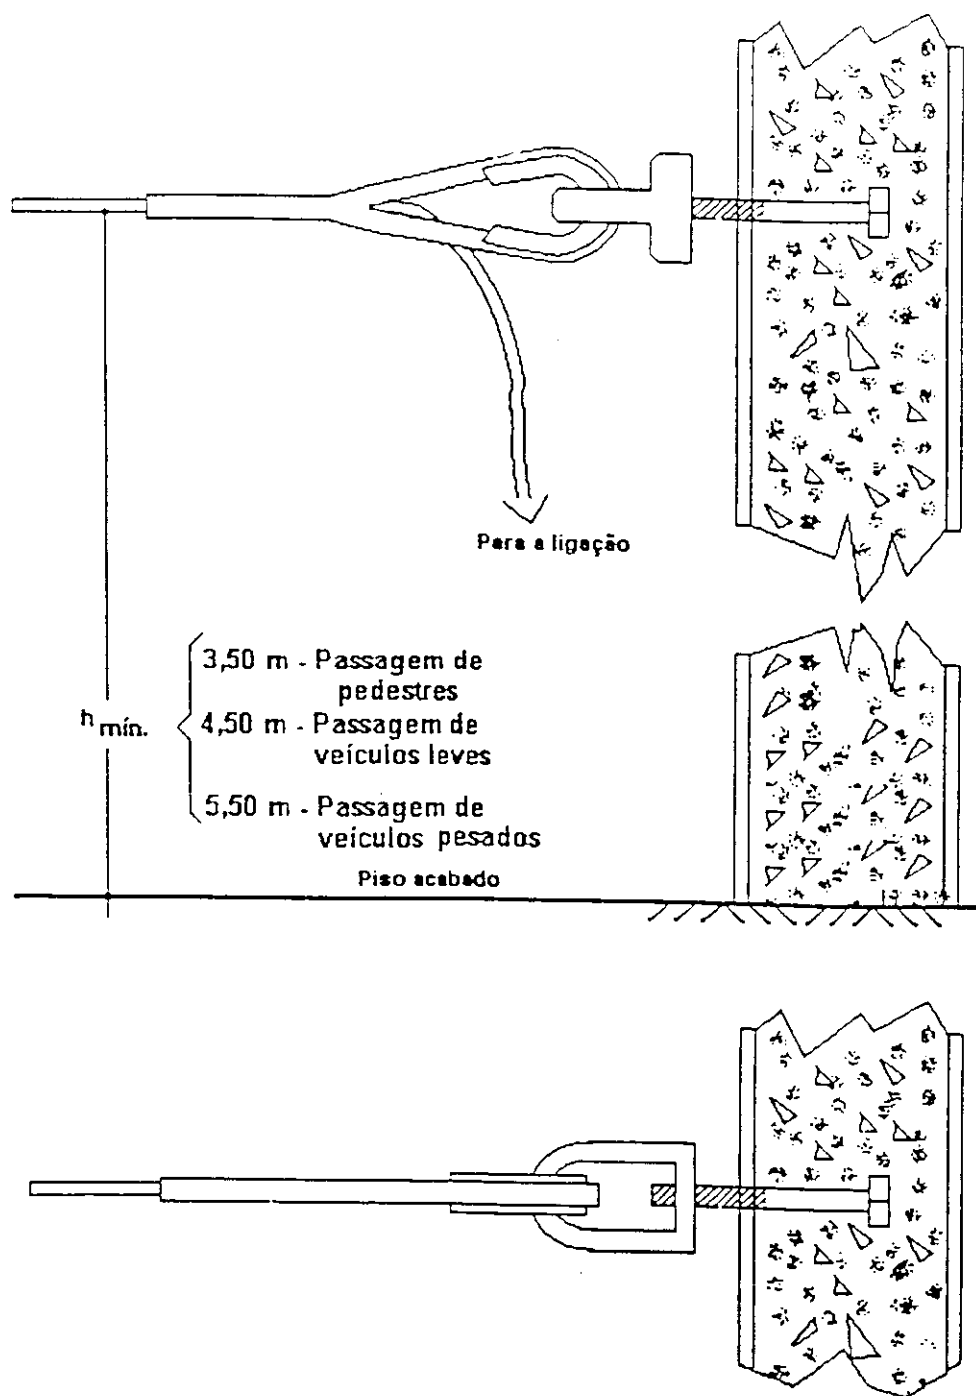 Para a ligação
3,50 m - Passagem de
pedestres
h mín.
4,50 m - Passagem de
veículos leves
5,50 m - Passagem de
veículos pesados
Piso acabado